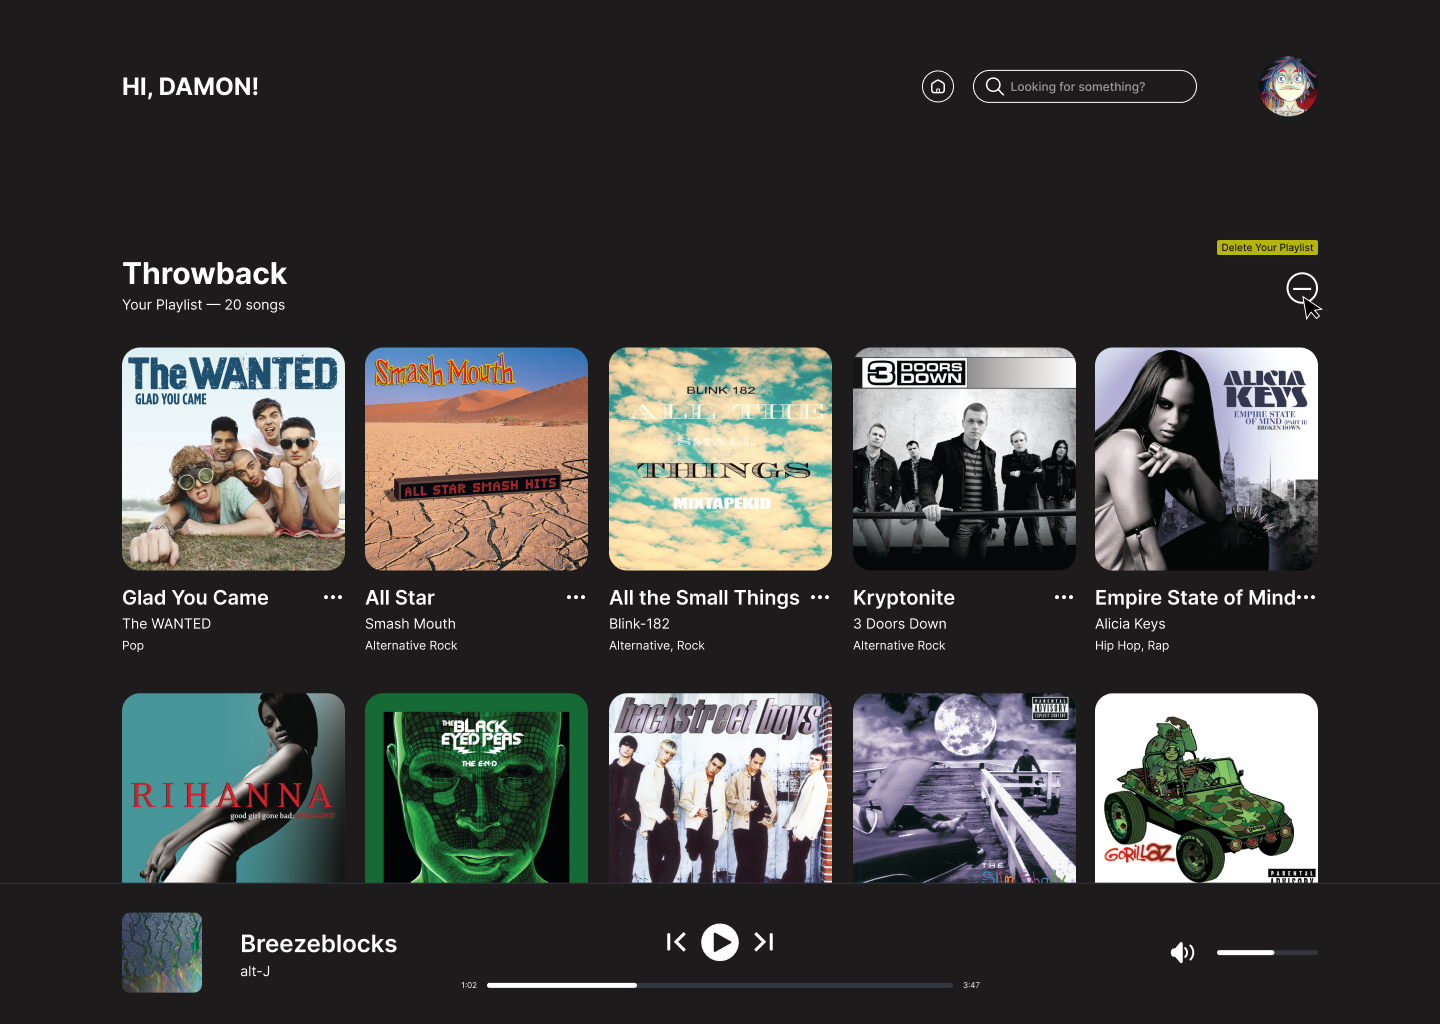 HI, DAMON!
Looking for something?
Delete Your Playlist
Throwback
Your Playlist — 20 songs
The WANTED
GLAD YOU CAME
Smash Mouth
ALL STAR SMASH HITS
BLINK 182
ALL THE
SMALL
THINGS
MIXTAPEKID
3 DOORS DOWN
ALICIA
KEYS
EMPIRE STATE
OF MIND (PART II)
BROKEN DOWN
Glad You Came
The WANTED
Pop
All Star
Smash Mouth
Alternative Rock
All the Small Things
Blink-182
Alternative, Rock
Kryptonite
3 Doors Down
Alternative Rock
Empire State of Mind
Alicia Keys
Hip Hop, Rap
RIHANNA
good girl gone bad: RELOADED
THE BLACK
EYED PEAS
THE E.N.D
backstreet boys
PARENTAL
ADVISORY
EXPLICIT CONTENT
THE
Slim Shady
GORILLAZ
PARENTAL
ADVISORY
Breezeblocks
alt-J
1:02
3:47